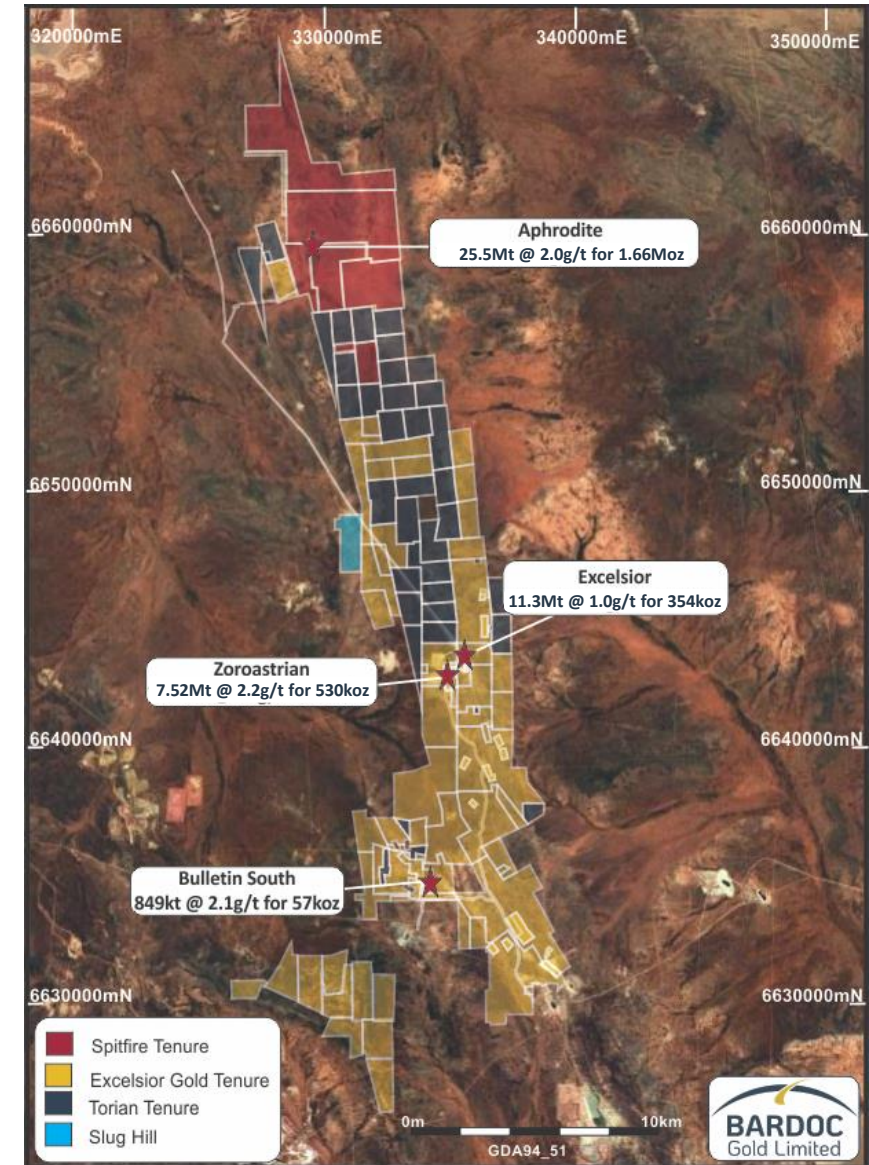 320000mE
330000mE
340000mE
350000mE
6660000mN
6660000mN
Aphrodite
25.5Mt @ 2.0g/t for 1.66Moz
6650000mN
6650000mN
Excelsior
11.3Mt @ 1.0g/t for 354koz
Zoroastrian
7.52Mt @ 2.2g/t for 530koz
6640000mN
6640000mN
Bulletin South
849kt @ 2.1g/t for 57koz
6630000mN
6630000mN
Spitfire Tenure
Excelsior Gold Tenure
Torian Tenure
Slug Hill
0m
10km
GDA94_51
BARDOC
Gold Limited